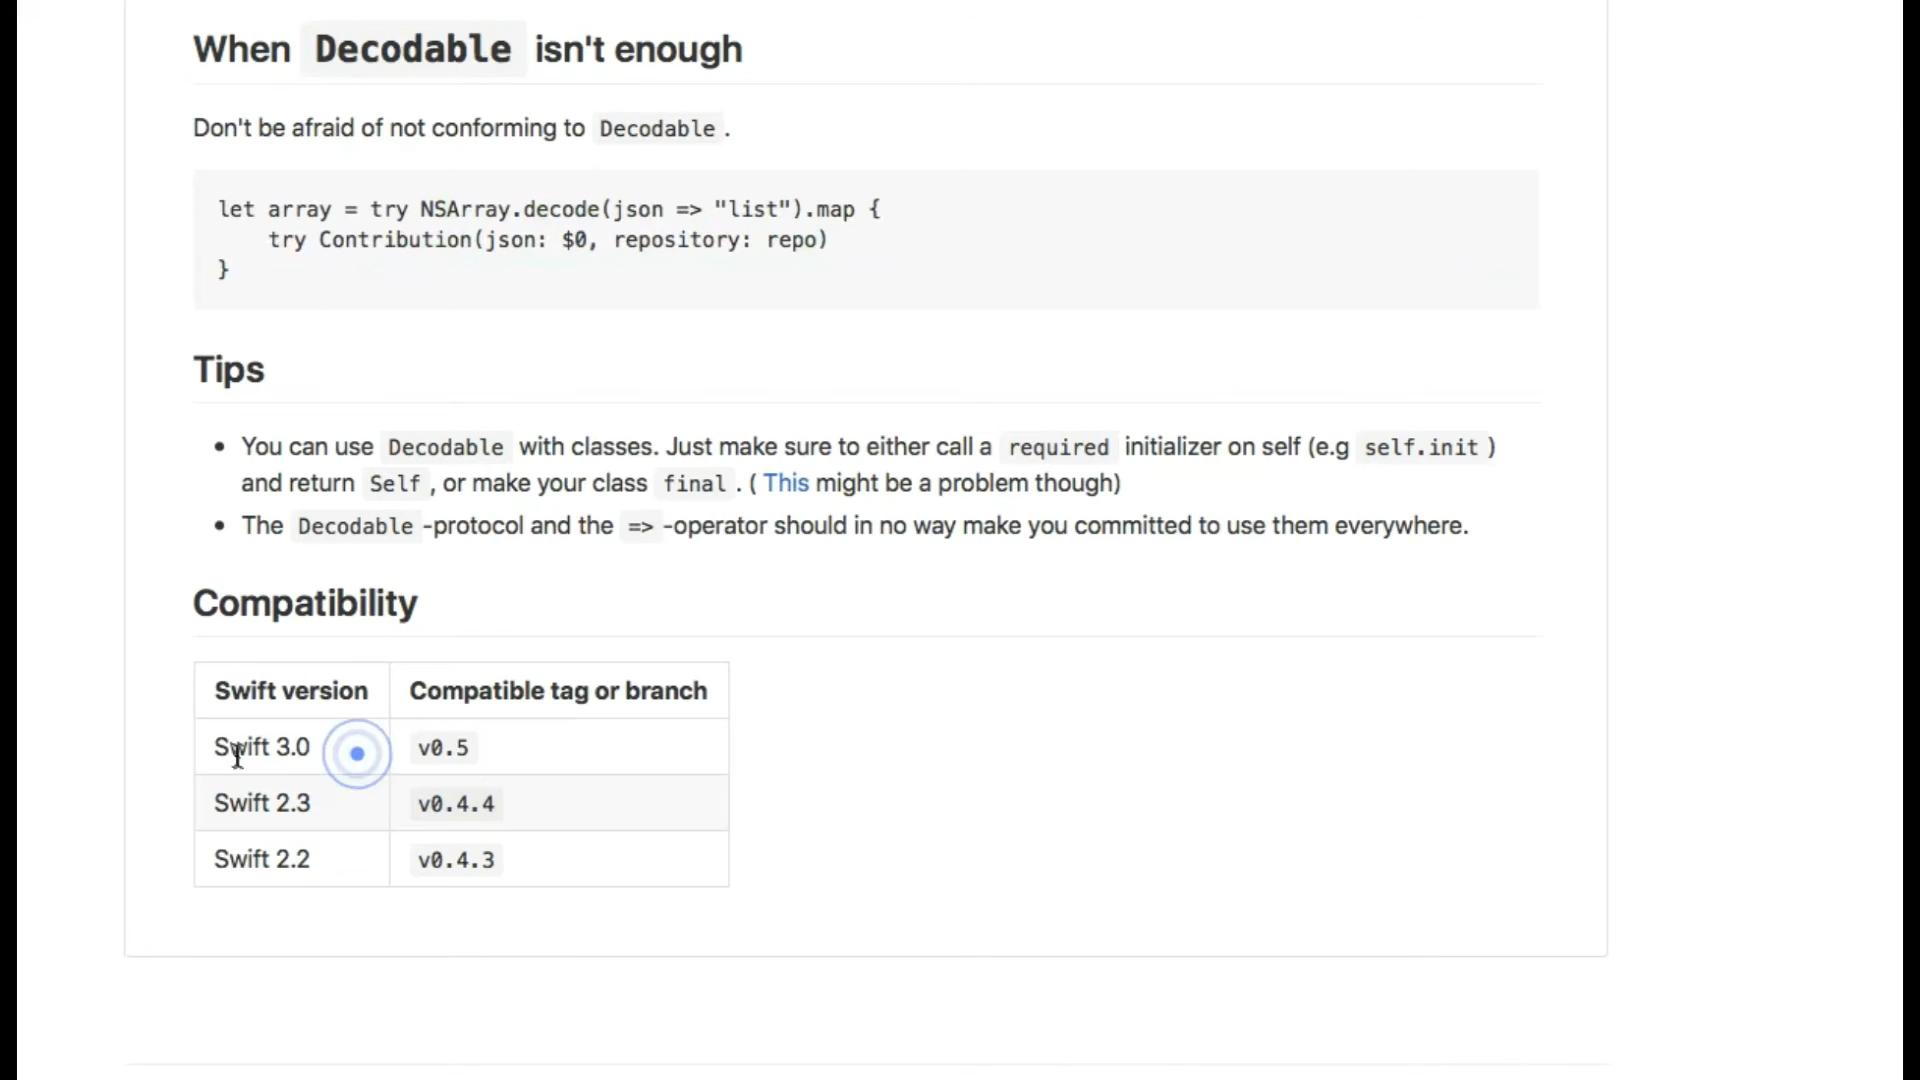 When Decodable isn't enough
Don't be afraid of not conforming to Decodable.
let array = try NSArray.decode(json => "list").map {
    try Contribution(json: $0, repository: repo)
}
Tips
• You can use Decodable with classes. Just make sure to either call a required initializer on self (e.g self.init )
and return Self , or make your class final . ( This might be a problem though)
• The Decodable -protocol and the => -operator should in no way make you committed to use them everywhere.
Compatibility
Swift version Compatible tag or branch
Swift 3.0 v0.5
Swift 2.3 v0.4.4
Swift 2.2 v0.4.3